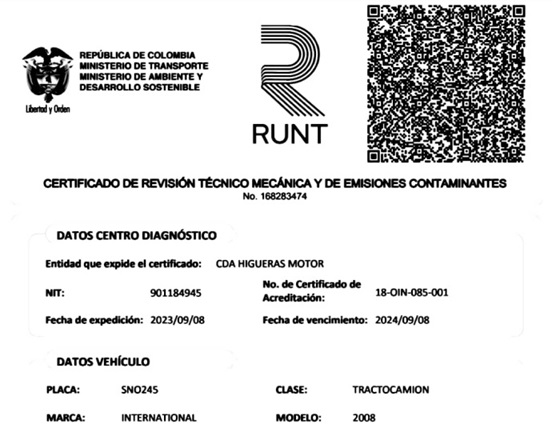 REPÚBLICA DE COLOMBIA
MINISTERIO DE TRANSPORTE
MINISTERIO DE AMBIENTE Y
DESARROLLO SOSTENIBLE
Libertad y Orden
RUNT
CERTIFICADO DE REVISIÓN TÉCNICO MECÁNICA Y DE EMISIONES CONTAMINANTES
No. 168283474
DATOS CENTRO DIAGNÓSTICO
Entidad que expide el certificado: CDA HIGUERAS MOTOR
NIT: 901184945 No. de Certificado de Acreditación: 18-OIN-085-001
Fecha de expedición: 2023/09/08 Fecha de vencimiento: 2024/09/08
DATOS VEHÍCULO
PLACA: SNO245 CLASE: TRACTOCAMION
MARCA: INTERNATIONAL MODELO: 2008